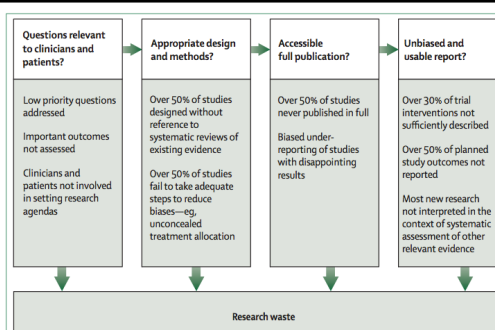 Questions relevant
to clinicians and
patients?
Low priority questions
addressed
Important outcomes
not assessed
Clinicians and
patients not involved
in setting research
agendas
Appropriate design
and methods?
Over 50% of studies
designed without
reference to
systematic reviews of
existing evidence
Over 50% of studies
fail to take adequate
steps to reduce
biases—eg,
unconcealed
treatment allocation
Accessible
full publication?
Over 50% of studies
never published in full
Biased under-
reporting of studies
with disappointing
results
Unbiased and
usable report?
Over 30% of trial
interventions not
sufficiently described
Over 50% of planned
study outcomes not
reported
Most new research
not interpreted in the
context of systematic
assessment of other
relevant evidence
Research waste